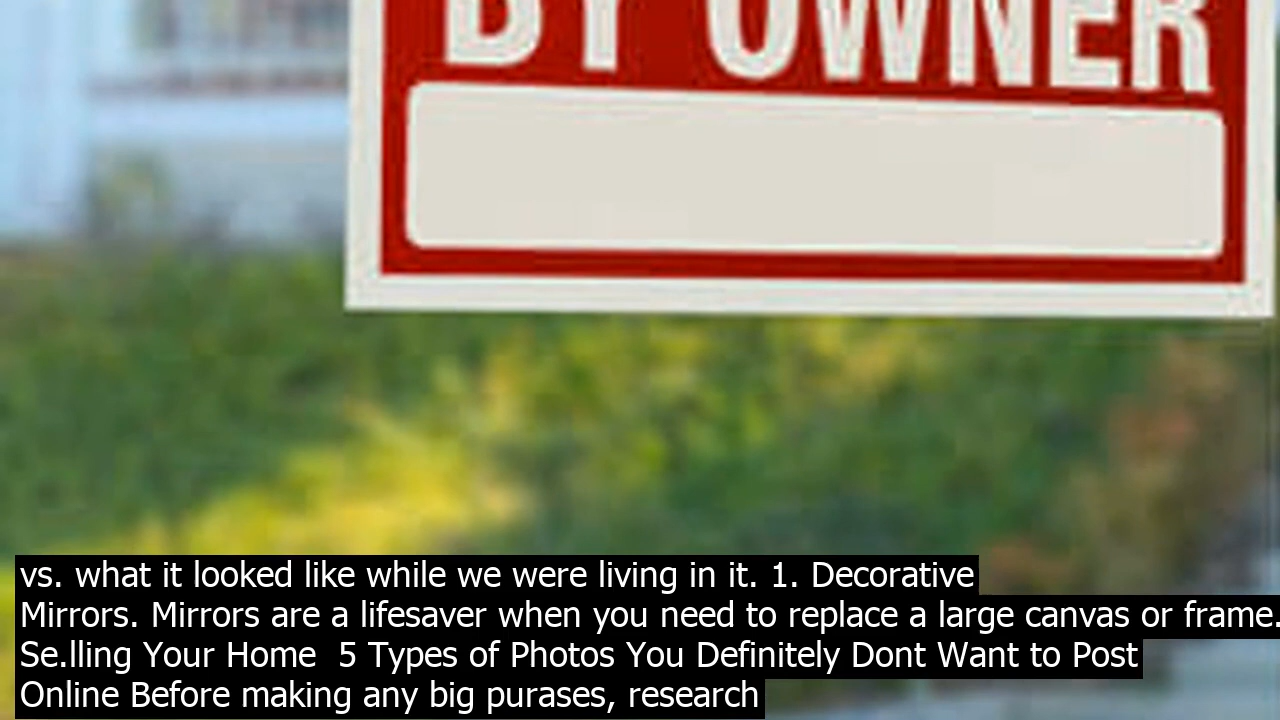 BY OWNER
vs. what it looked like while we were living in it. 1. Decorative
Mirrors. Mirrors are a lifesaver when you need to replace a large canvas or frame.
Se.lling Your Home  5 Types of Photos You Definitely Dont Want to Post
Online Before making any big purases, research